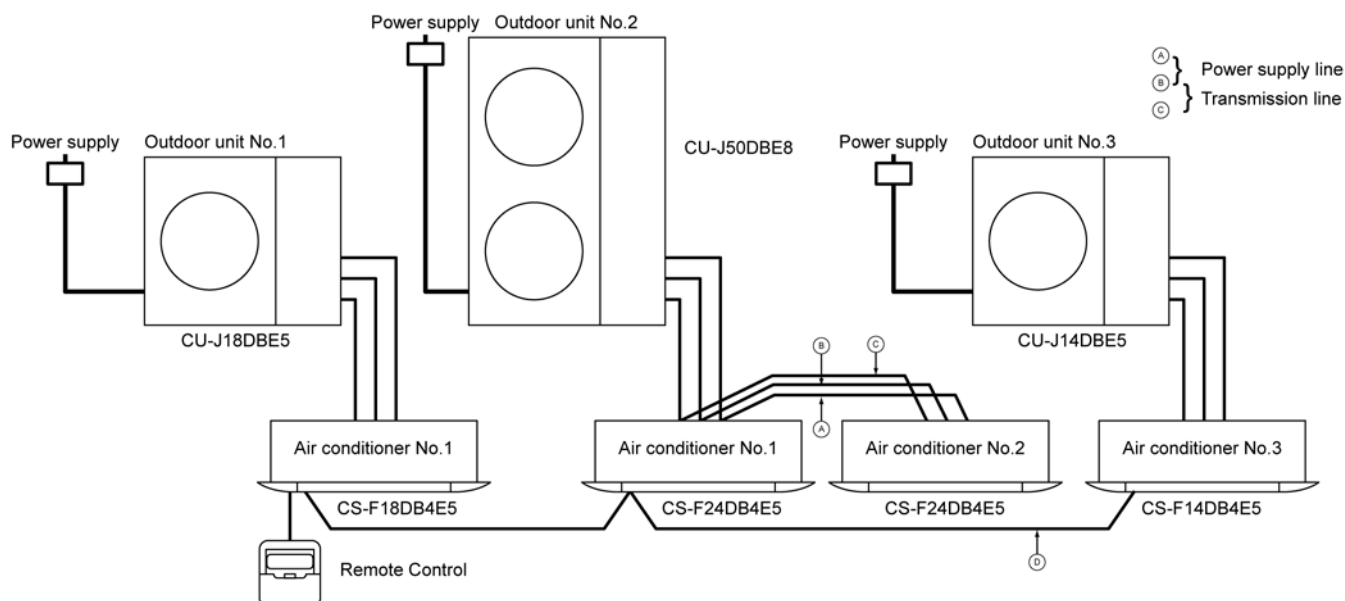 Power supply
Outdoor unit No.2
Ⓐ
Ⓑ
Ⓒ
} Power supply line
} Transmission line
CU-J50DBE8
Power supply
Outdoor unit No.1
Power supply
Outdoor unit No.3
CU-J18DBE5
CU-J14DBE5
Ⓑ
Ⓒ
Ⓐ
Air conditioner No.1
Air conditioner No.1
Air conditioner No.2
Air conditioner No.3
CS-F18DB4E5
CS-F24DB4E5
CS-F24DB4E5
CS-F14DB4E5
Ⓓ
Remote Control